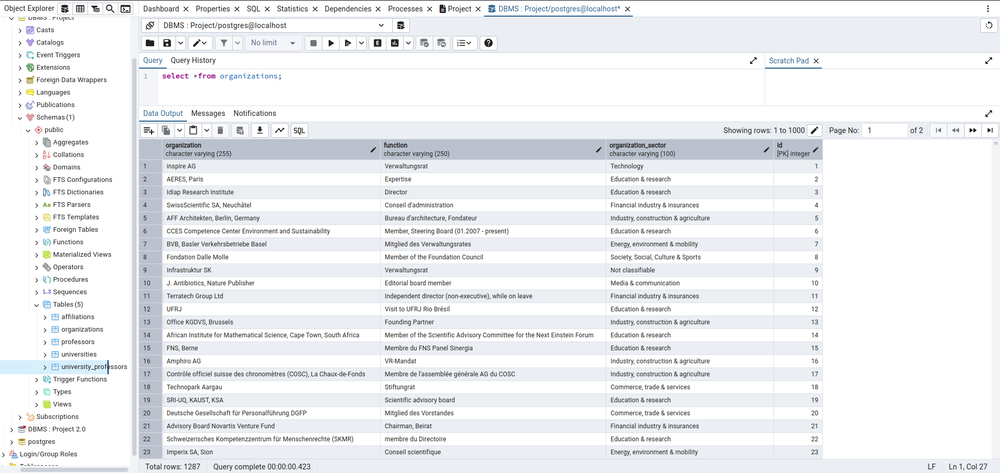 Object Explorer
Dashboard
Properties
SQL
Statistics
Dependencies
Processes
Project
DBMS : Project/postgres@localhost*
DBMS : Project
Casts
Catalogs
Event Triggers
Extensions
Foreign Data Wrappers
Languages
Publications
Schemas (1)
public
Aggregates
Collations
Domains
FTS Configurations
FTS Dictionaries
Aa FTS Parsers
FTS Templates
Foreign Tables
Functions
Materialized Views
Operators
Procedures
1..3 Sequences
Tables (5)
affiliations
organizations
professors
universities
university_professors
Trigger Functions
Types
Views
Subscriptions
DBMS : Project 2.0
postgres
Login/Group Roles
Tablespaces
DBMS : Project/postgres@localhost
No limit
E
Query
Query History
Scratch Pad
1 select *from organizations;
Data Output
Messages
Notifications
SQL
Showing rows: 1 to 1000
Page No: 1 of 2
organization character varying (255)
function character varying (250)
organization_sector character varying (100)
id [PK] integer
1 inspire AG Verwaltungsrat Technology 1
2 AERES, Paris Expertise Education & research 2
3 Idiap Research Institute Director Education & research 3
4 SwissScientific SA, Neuchâtel Conseil d'administration Financial industry & insurances 4
5 AFF Architekten, Berlin, Germany Bureau d'architecture, Fondateur Industry, construction & agriculture 5
6 CCES Competence Center Environment and Sustainability Member, Steering Board (01.2007 - present) Education & research 6
7 BVB, Basler Verkehrsbetriebe Basel Mitglied des Verwaltungsrates Energy, environment & mobility 7
8 Fondation Dalle Molle Member of the Foundation Council Society, Social, Culture & Sports 8
9 Infrastruktur SK Verwaltungsrat Not classifiable 9
10 J. Antibiotics, Nature Publisher Editorial board member Media & communication 10
11 Terratech Group Ltd Independent director (non-executive), while on leave Financial industry & insurances 11
12 UFRJ Visit to UFRJ Rio Brésil Education & research 12
13 Office KGDVS, Brussels Founding Partner Industry, construction & agriculture 13
14 African Institute for Mathematical Science, Cape Town, South Africa Member of the Scientific Advisory Committee for the Next Einstein Forum Education & research 14
15 FNS, Berne Membre du FNS Panel Sinergia Education & research 15
16 Amphiro AG VR-Mandat Industry, construction & agriculture 16
17 Contrôle officiel suisse des chronomètres (COSC), La Chaux-de-Fonds Membre de l'assemblée générale AG du COSC Industry, construction & agriculture 17
18 Technopark Aargau Stiftungrat Commerce, trade & services 18
19 SRI-UQ, KAUST, KSA Scientific advisory board Education & research 19
20 Deutsche Gesellschaft für Personalführung DGFP Mitglied des Vorstandes Commerce, trade & services 20
21 Advisory Board Novartis Venture Fund Chairman, Beirat Financial industry & insurances 21
22 Schweizerisches Kompetenzzentrum für Menschenrechte (SKMR) membre du Directoire Education & research 22
23 Imperix SA, Sion Conseil scientifique Energy, environment & mobility 23
Total rows: 1287
Query complete 00:00:00.423
LF
Ln 1, Col 27